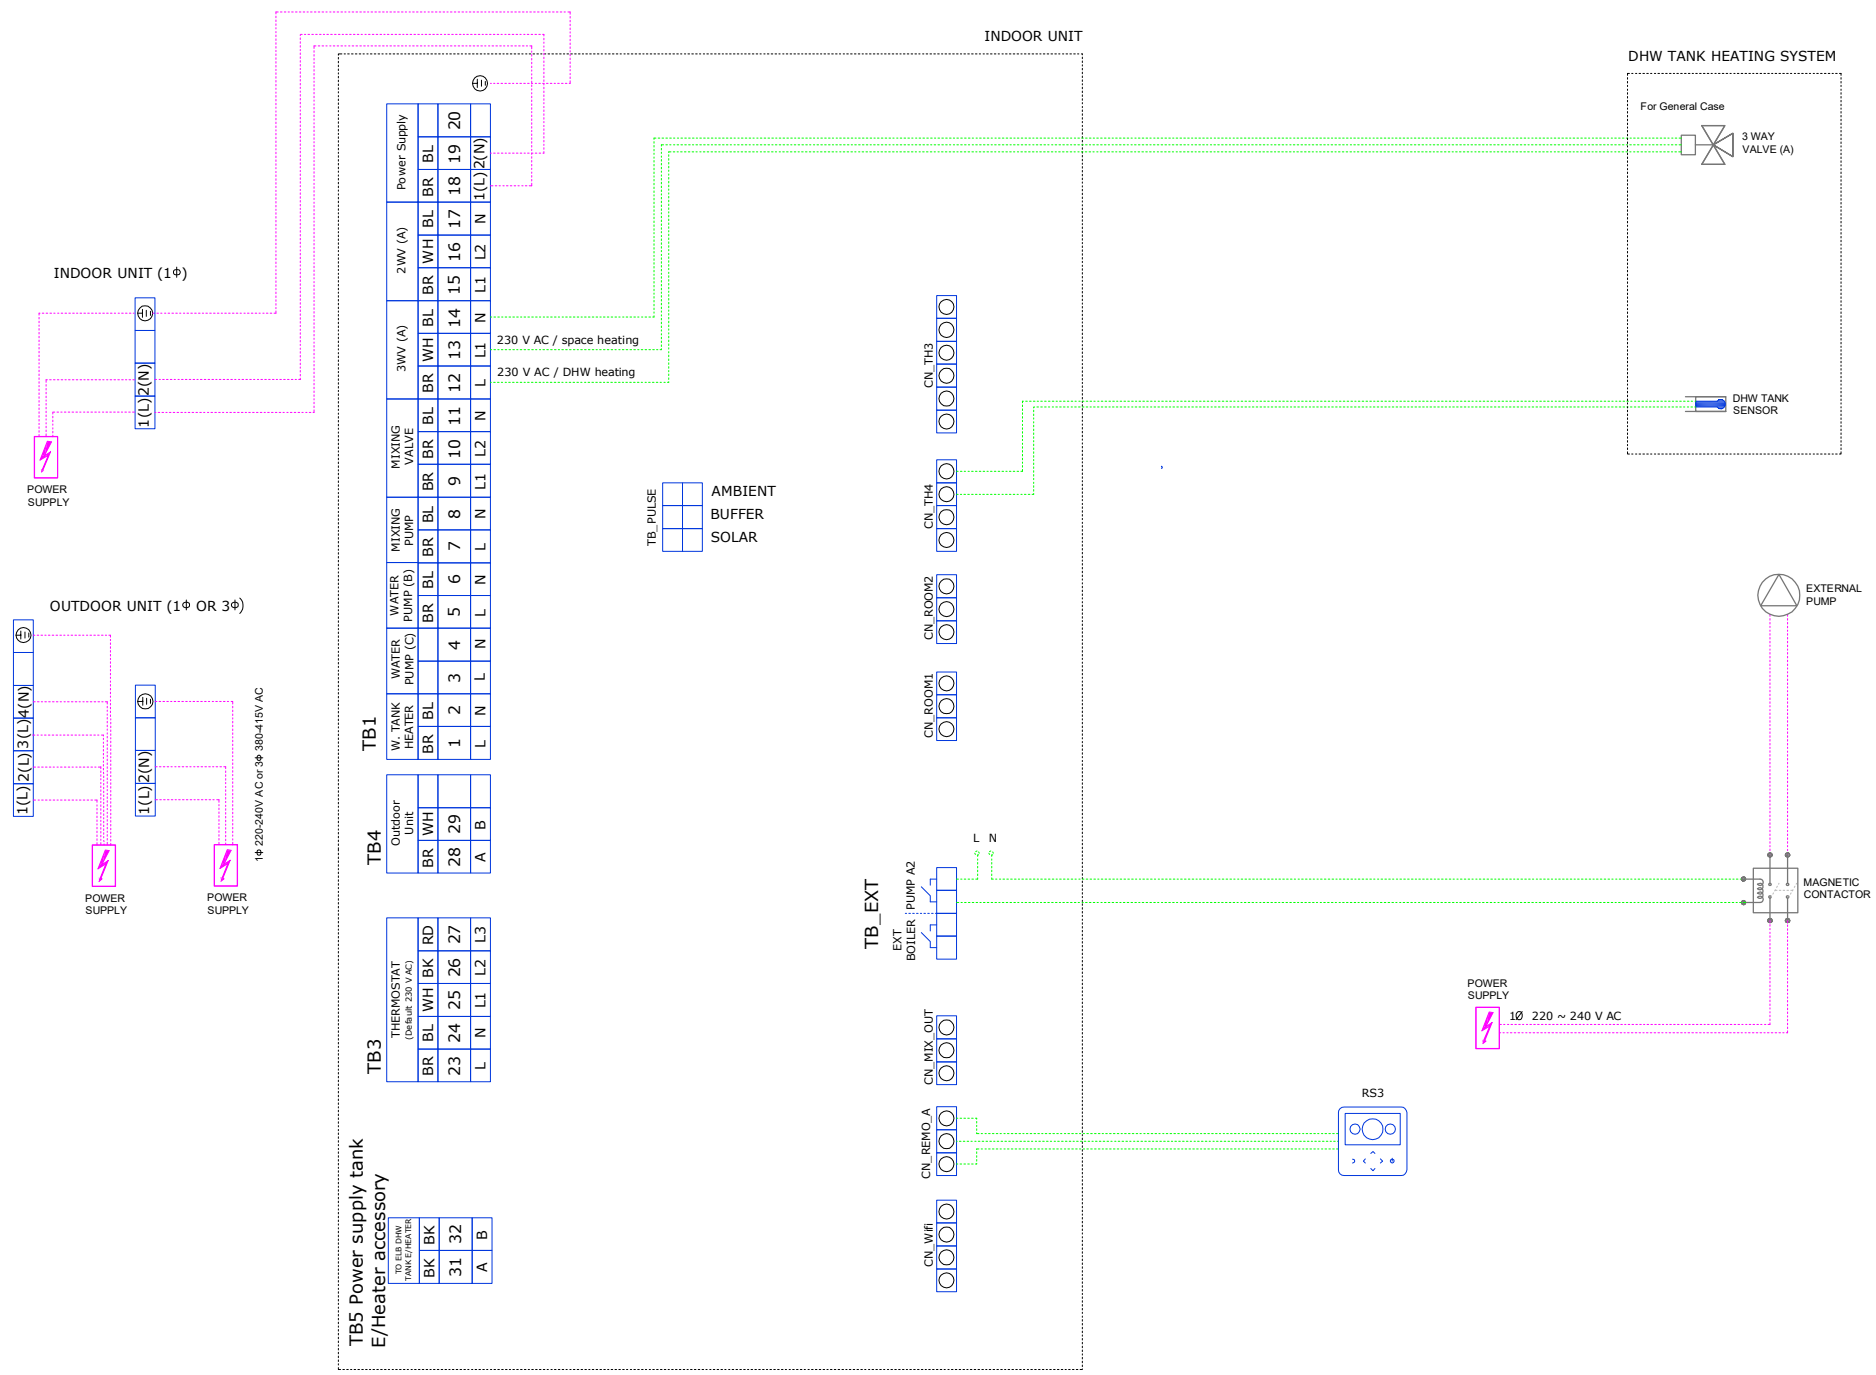 INDOOR UNIT
DHW TANK HEATING SYSTEM
For General Case
3 WAY
VALVE (A)
DHW TANK
SENSOR
INDOOR UNIT (1Φ)
1(L) 2(N)
POWER
SUPPLY
OUTDOOR UNIT (1Φ OR 3Φ)
1(L) 2(L) 3(L) 4(N)
POWER
SUPPLY
1(L) 2(N)
POWER
SUPPLY
1Φ 220-240V AC or 3Φ 380-415V AC
TB1
Power Supply
20
BL 19 2(N)
BR 18 1(L)
2WV (A)
BL 17 N
WH 16 L2
BR 15 L1
3WV (A)
BL 14 N
WH 13 L1
BR 12 L
230 V AC / space heating
230 V AC / DHW heating
MIXING
VALVE
BL 11 N
BR 10 L2
BR 9 L1
MIXING
PUMP
BL 8 N
BR 7 L
WATER
PUMP (B)
BL 6 N
BR 5 L
WATER
PUMP (C)
4 N
3 L
W. TANK
HEATER
BL 2 N
BR 1 L
TB4
Outdoor
Unit
WH 29 B
BR 28 A
TB3
THERMOSTAT
(Default 230 V AC)
RD 27 L3
BK 26 L2
WH 25 L1
BL 24 N
BR 23 L
TB5 Power supply tank
E/Heater accessory
TO ELB DHW
TANK E/HEATER
BK 32 B
BK 31 A
TB_PULSE
AMBIENT
BUFFER
SOLAR
CN_TH3
CN_TH4
CN_ROOM2
CN_ROOM1
L N
TB_EXT
PUMP A2
EXT
BOILER
CN_MIX_OUT
CN_REMO_A
CN_Wifi
EXTERNAL
PUMP
MAGNETIC
CONTACTOR
POWER
SUPPLY
1Ø 220 ~ 240 V AC
RS3